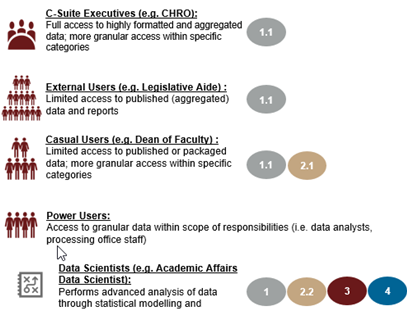 C-Suite Executives (e.g. CHRO):
Full access to highly formatted and aggregated
data; more granular access within specific
categories
1.1
External Users (e.g. Legislative Aide) :
Limited access to published (aggregated)
data and reports
1.1
Casual Users (e.g. Dean of Faculty) :
Limited access to published or packaged
data; more granular access within specific
categories
1.1 2.1
Power Users:
Access to granular data within scope of responsibilities (i.e. data analysts,
processing office staff)
Data Scientists (e.g. Academic Affairs
Data Scientist):
Performs advanced analysis of data
through statistical modelling and
1 2.2 3 4